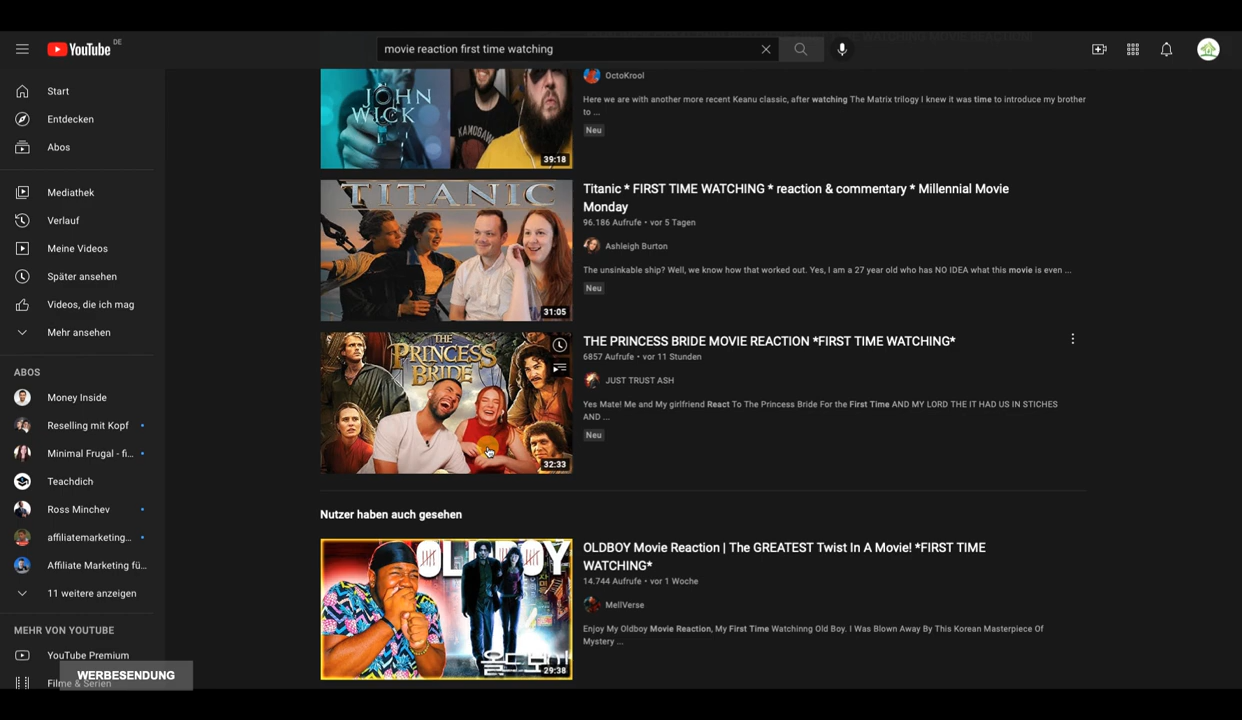 YouTube DE
movie reaction first time watching
Start
Entdecken
Abos
Mediathek
Verlauf
Meine Videos
Später ansehen
Videos, die ich mag
Mehr ansehen
ABOS
Money Inside
Reselling mit Kopf
Minimal Frugal - fi...
Teachdich
Ross Minchev
affiliatemarketing...
Affiliate Marketing fü...
11 weitere anzeigen
MEHR VON YOUTUBE
YouTube Premium
Filme & Serien
WERBESENDUNG
JOHN
WICK
KAMOGAW
39:18
OctoKrool
Here we are with another more recent Keanu classic, after watching The Matrix trilogy I knew it was time to introduce my brother
to ...
Neu
TITANIC
31:05
Titanic * FIRST TIME WATCHING * reaction & commentary * Millennial Movie
Monday
96.186 Aufrufe • vor 5 Tagen
Ashleigh Burton
The unsinkable ship? Well, we know how that worked out. Yes, I am a 27 year old who has NO IDEA what this movie is even ...
Neu
THE
PRINCESS
BRIDE
32:33
THE PRINCESS BRIDE MOVIE REACTION *FIRST TIME WATCHING*
6857 Aufrufe • vor 11 Stunden
JUST TRUST ASH
Yes Mate! Me and My girlfriend React To The Princess Bride For the First Time AND MY LORD THE IT HAD US IN STICHES
AND ...
Neu
Nutzer haben auch gesehen
OLDBOY
올드보이
29:38
OLDBOY Movie Reaction | The GREATEST Twist In A Movie! *FIRST TIME
WATCHING*
14.744 Aufrufe • vor 1 Woche
MellVerse
Enjoy My Oldboy Movie Reaction, My First Time Watchinng Old Boy. I Was Blown Away By This Korean Masterpiece Of
Mystery ...